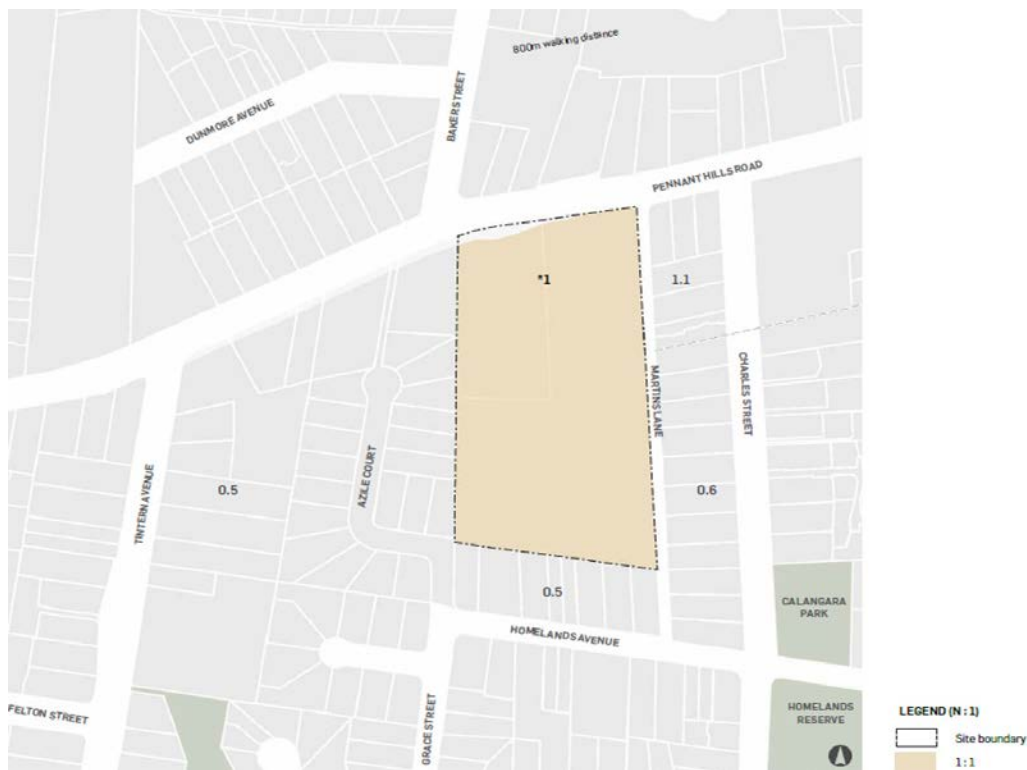 800m walking distance
DUNMORE AVENUE
BAKER STREET
PENNANT HILLS ROAD
*1
1.1
MARTINS LANE
CHARLES STREET
TINTERN AVENUE
0.5
AZILE COURT
0.6
0.5
CALANGARA
PARK
HOMELANDS AVENUE
FELTON STREET
GRACE STREET
HOMELANDS
RESERVE
LEGEND (N : 1)
Site boundary
1:1